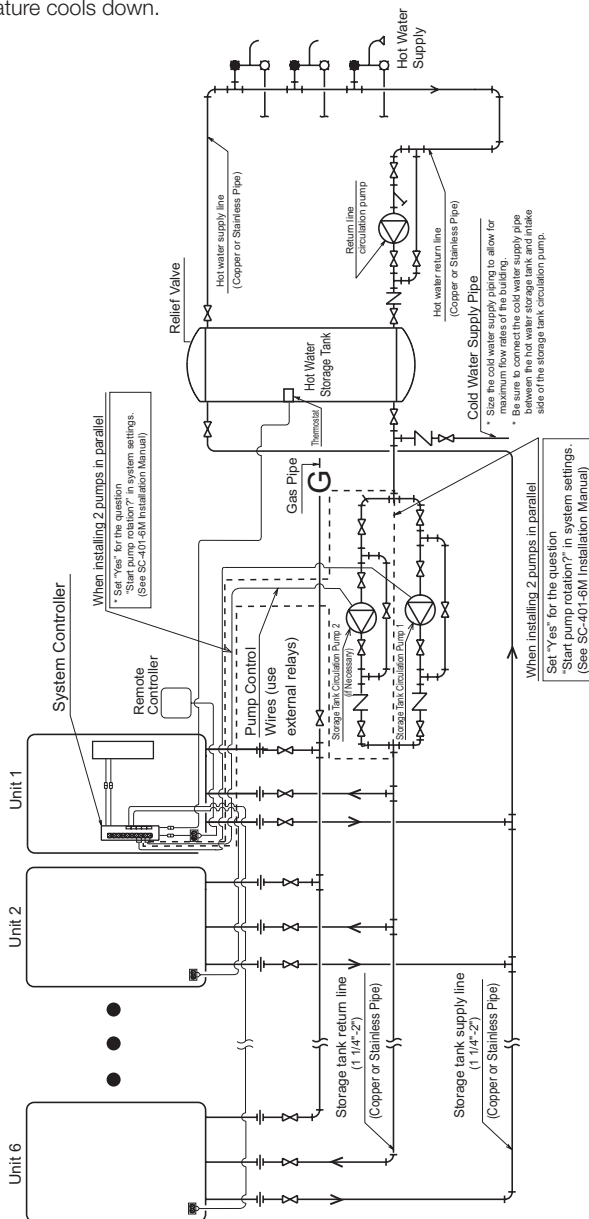 ature cools down.
Unit 6
Unit 2
Unit 1
System Controller
Remote
Controller
When installing 2 pumps in parallel
* Set "Yes" for the question
"Start pump rotation?" in system settings.
(See SC-401-6M Installation Manual)
Pump Control
Wires (use
external relays)
Gas Pipe
G
Storage Tank Circulation Pump 2
(if Necessary)
Storage Tank Circulation Pump 1
Storage tank return line
(1 1/4"-2")
(Copper or Stainless Pipe)
Storage tank supply line
(1 1/4"-2")
(Copper or Stainless Pipe)
Relief Valve
Hot Water
Storage Tank
Thermostat
Hot water supply line
(Copper or Stainless Pipe)
Return line
circulation pump
Hot water return line
(Copper or Stainless Pipe)
Hot Water
Supply
Cold Water Supply Pipe
* Size the cold water supply piping to allow for
maximum flow rates of the building.
* Be sure to connect the cold water supply pipe
between the hot water storage tank and intake
side of the storage tank circulation pump.
When installing 2 pumps in parallel
Set "Yes" for the question
"Start pump rotation?" in system settings.
(See SC-401-6M Installation Manual)